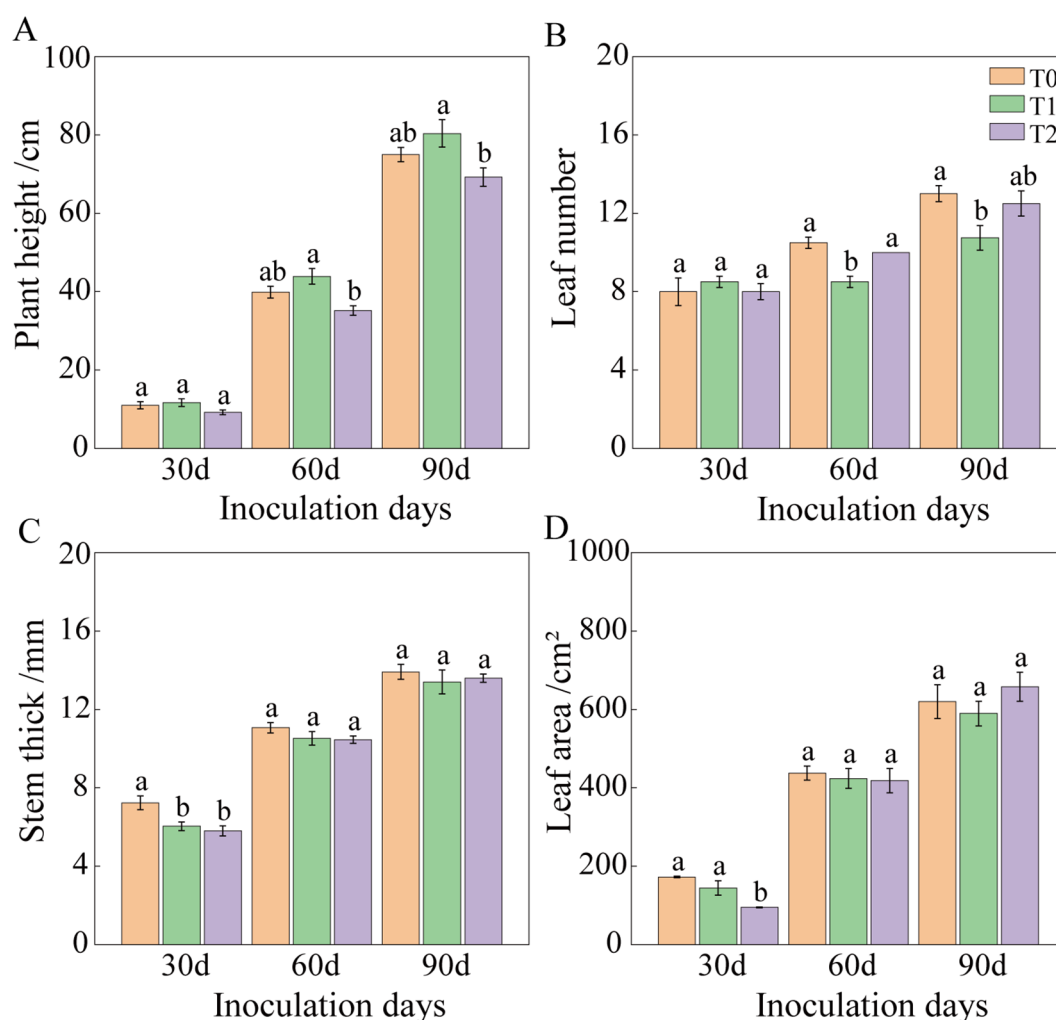 A
Plant height /cm
100
80
60
40
20
0
a a a
ab a b
ab a b
30d 60d 90d
Inoculation days
B
Leaf number
20
16
12
8
4
0
T0
T1
T2
a a a
a b a
a b ab
30d 60d 90d
Inoculation days
C
Stem thick /mm
20
16
12
8
4
0
a b b
a a a
a a a
30d 60d 90d
Inoculation days
D
Leaf area /cm²
1000
800
600
400
200
0
a a b
a a a
a a a
30d 60d 90d
Inoculation days